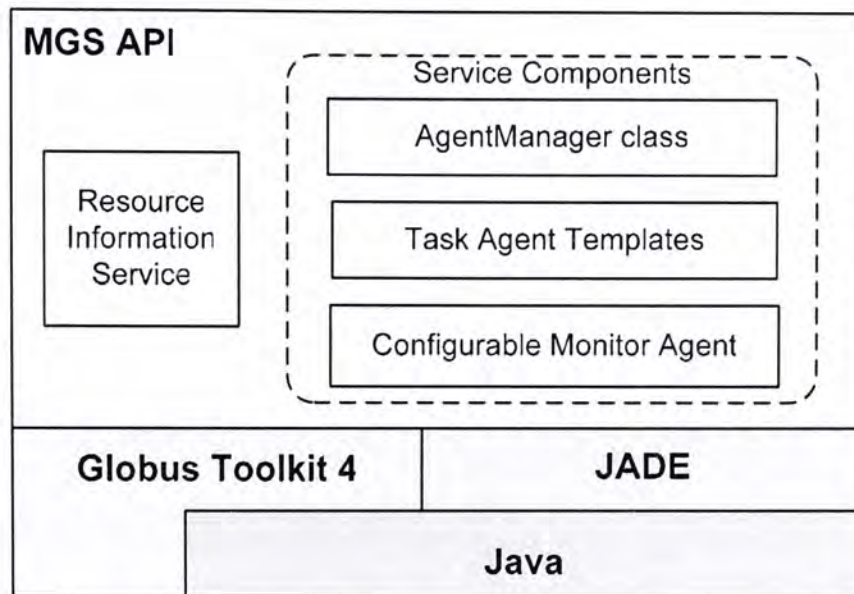 MGS API
Service Components
AgentManager class
Resource
Information
Service
Task Agent Templates
Configurable Monitor Agent
Globus Toolkit 4
JADE
Java